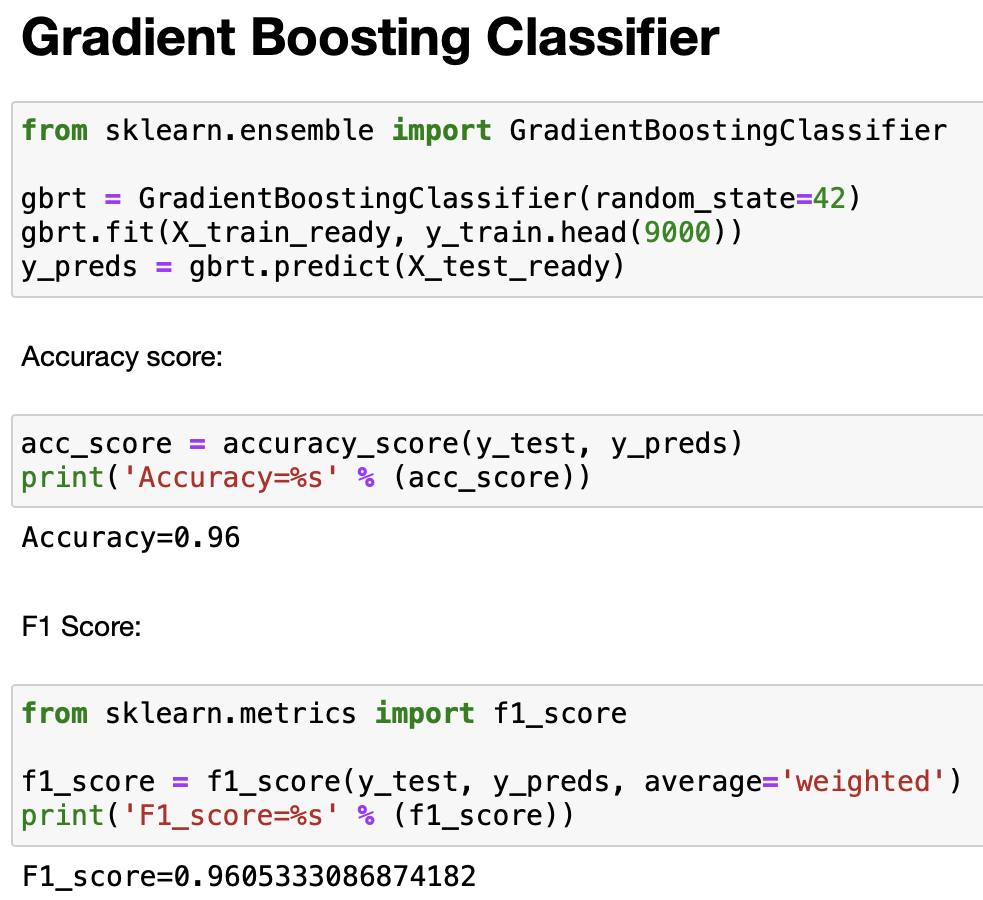 Gradient Boosting Classifier
from sklearn.ensemble import GradientBoostingClassifier
gbrt = GradientBoostingClassifier(random_state=42)
gbrt.fit(X_train_ready, y_train.head(9000))
y_preds = gbrt.predict(X_test_ready)
Accuracy score:
acc_score = accuracy_score(y_test, y_preds)
print('Accuracy=%s' % (acc_score))
Accuracy=0.96
F1 Score:
from sklearn.metrics import f1_score
f1_score = f1_score(y_test, y_preds, average='weighted')
print('F1_score=%s' % (f1_score))
F1_score=0.9605333086874182